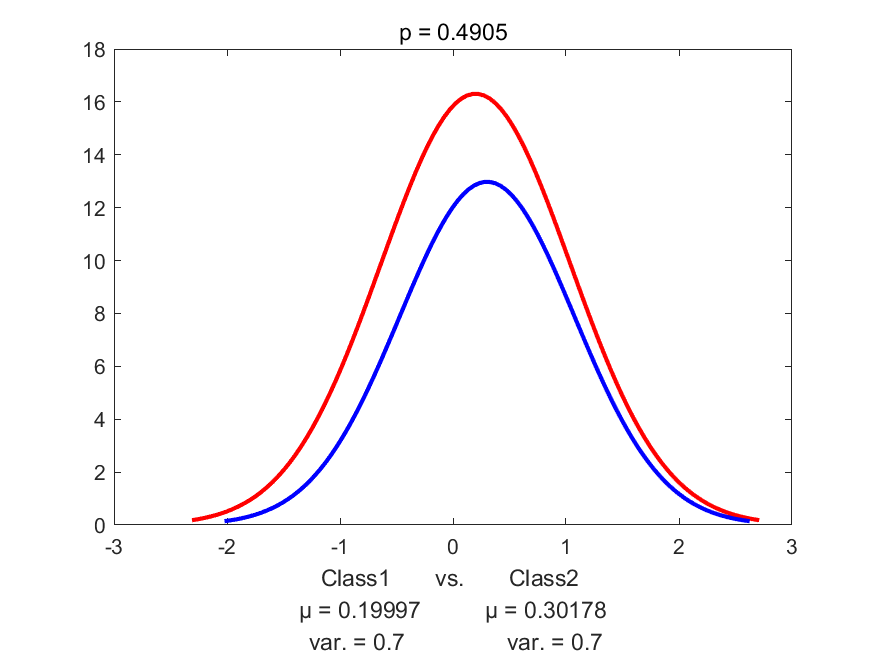 p = 0.4905
18
16
14
12
10
8
6
4
2
0
-3 -2 -1 0 1 2 3
Class1 vs. Class2
μ = 0.19997 μ = 0.30178
var. = 0.7 var. = 0.7